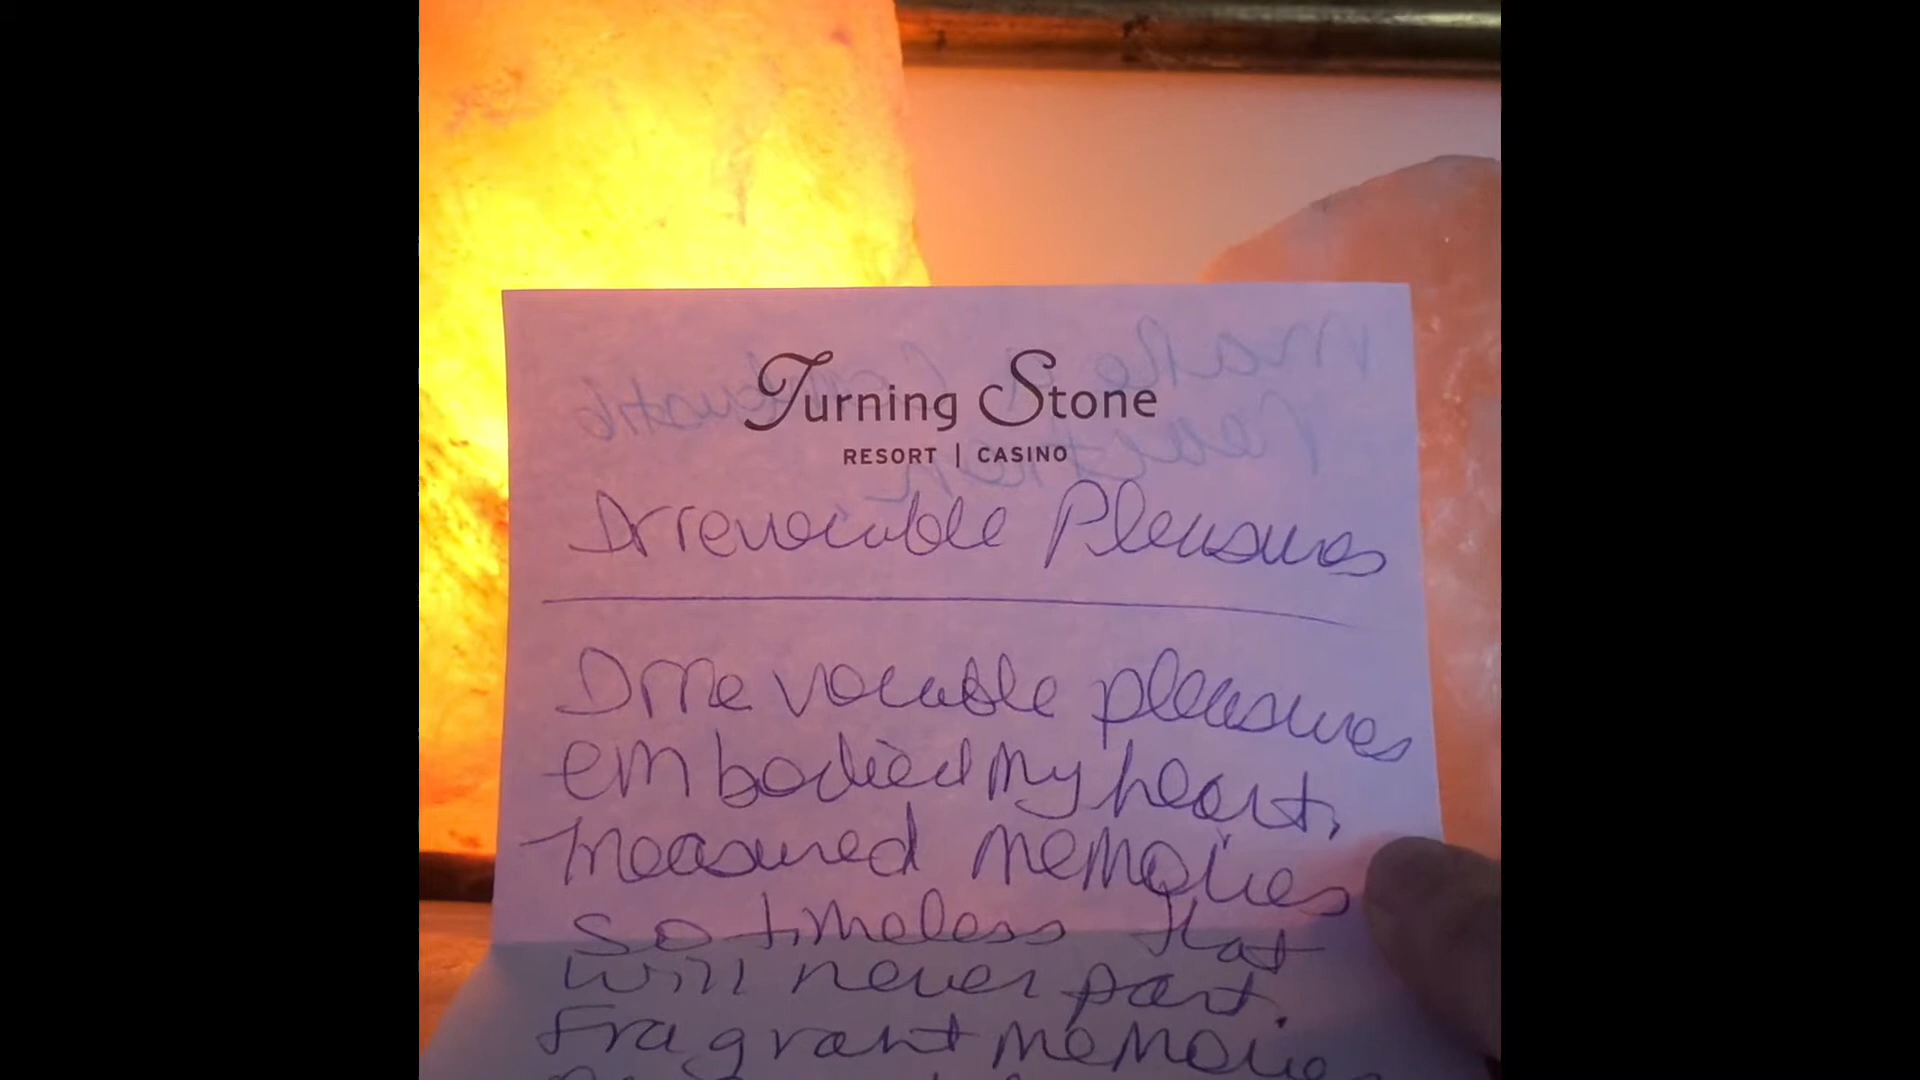 Turning Stone
RESORT | CASINO
Irrevocable Pleasures
Irrevocable pleasures
embodied my heart,
measured memories
so timeless that
will never part.
Fragrant memories